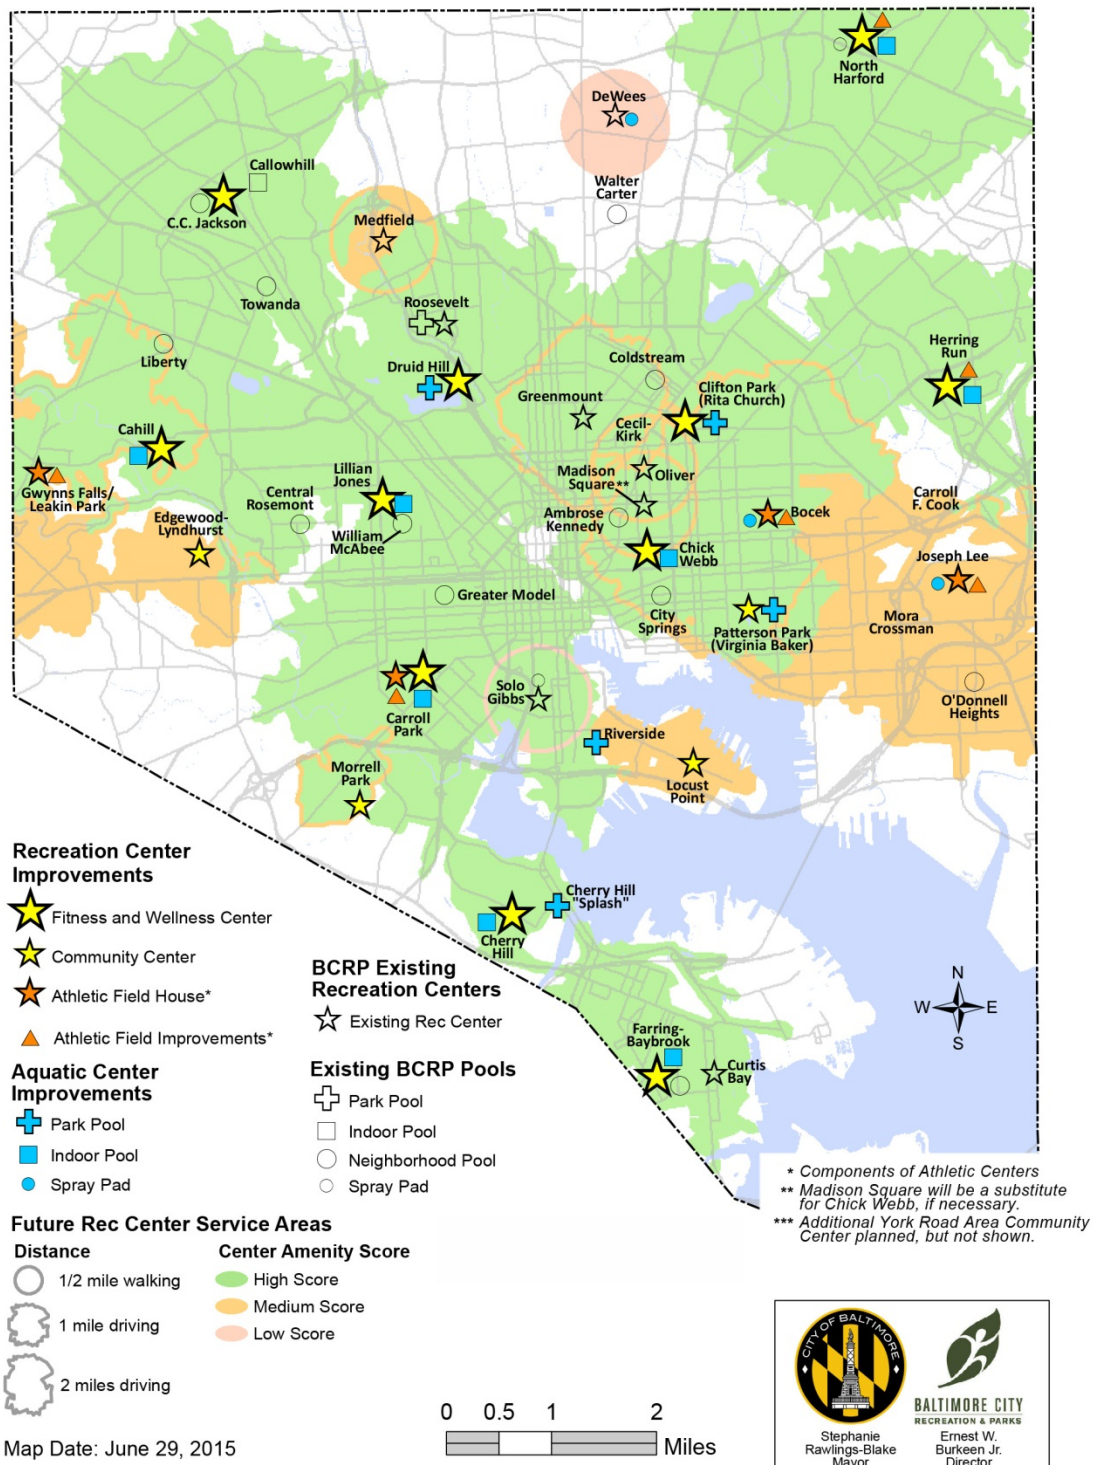 North
Harford
DeWees
Walter
Carter
Callowhill
C.C. Jackson
Medfield
Towanda
Roosevelt
Liberty
Druid Hill
Coldstream
Herring
Run
Greenmount
Clifton Park
(Rita Church)
Cecil-
Kirk
Cahill
Gwynns Falls/
Leakin Park
Lillian
Jones
Central
Rosemont
William
McAbee
Edgewood-
Lyndhurst
Madison
Square**
Oliver
Ambrose
Kennedy
Bocek
Carroll
F. Cook
Chick
Webb
Joseph Lee
Greater Model
City
Springs
Patterson Park
(Virginia Baker)
Mora
Crossman
O'Donnell
Heights
Solo
Gibbs
Carroll
Park
Riverside
Locust
Point
Morrell
Park
Cherry Hill
"Splash"
Cherry
Hill
Farring-
Baybrook
Curtis
Bay
N
W
E
S
Recreation Center
Improvements
Fitness and Wellness Center
Community Center
Athletic Field House*
Athletic Field Improvements*
Aquatic Center
Improvements
Park Pool
Indoor Pool
Spray Pad
BCRP Existing
Recreation Centers
Existing Rec Center
Existing BCRP Pools
Park Pool
Indoor Pool
Neighborhood Pool
Spray Pad
* Components of Athletic Centers
** Madison Square will be a substitute
for Chick Webb, if necessary.
*** Additional York Road Area Community
Center planned, but not shown.
Future Rec Center Service Areas
Distance
1/2 mile walking
1 mile driving
2 miles driving
Center Amenity Score
High Score
Medium Score
Low Score
Map Date: June 29, 2015
0 0.5 1 2
Miles
CITY OF BALTIMORE
Stephanie
Rawlings-Blake
Mayor
BALTIMORE CITY
RECREATION & PARKS
Ernest W.
Burkeen Jr.
Director